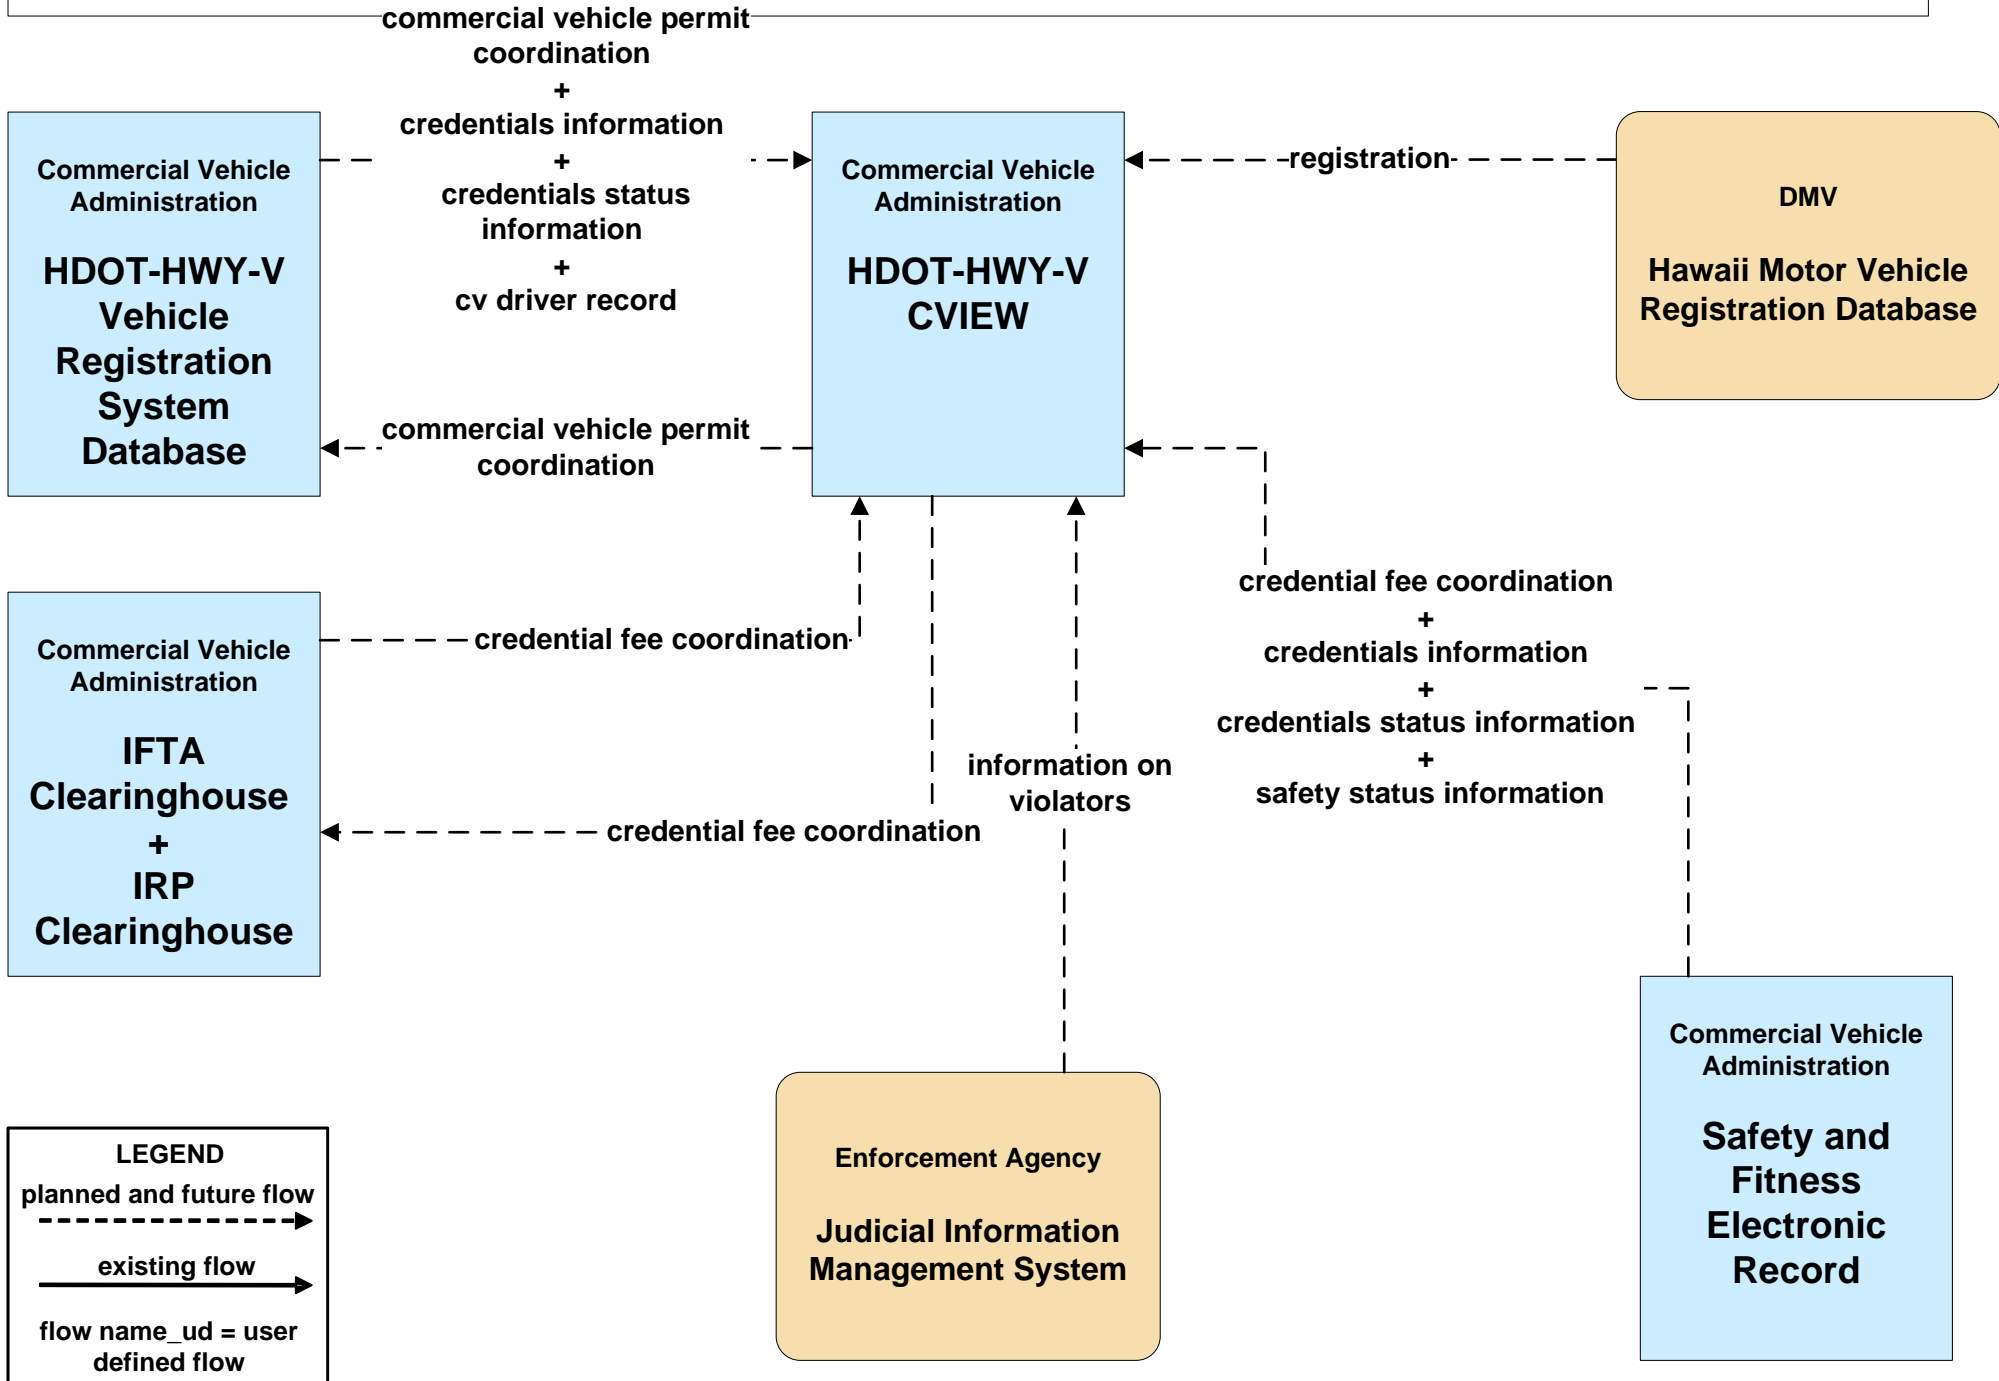 commercial vehicle permit
coordination
+
credentials information
+
credentials status
information
+
cv driver record
Commercial Vehicle
Administration
HDOT-HWY-V
Vehicle
Registration
System
Database
Commercial Vehicle
Administration
HDOT-HWY-V
CVIEW
registration
DMV
Hawaii Motor Vehicle
Registration Database
commercial vehicle permit
coordination
Commercial Vehicle
Administration
IFTA
Clearinghouse
+
IRP
Clearinghouse
credential fee coordination
credential fee coordination
information on
violators
credential fee coordination
+
credentials information
+
credentials status information
+
safety status information
Enforcement Agency
Judicial Information
Management System
Commercial Vehicle
Administration
Safety and
Fitness
Electronic
Record
LEGEND
planned and future flow
existing flow
flow name_ud = user
defined flow